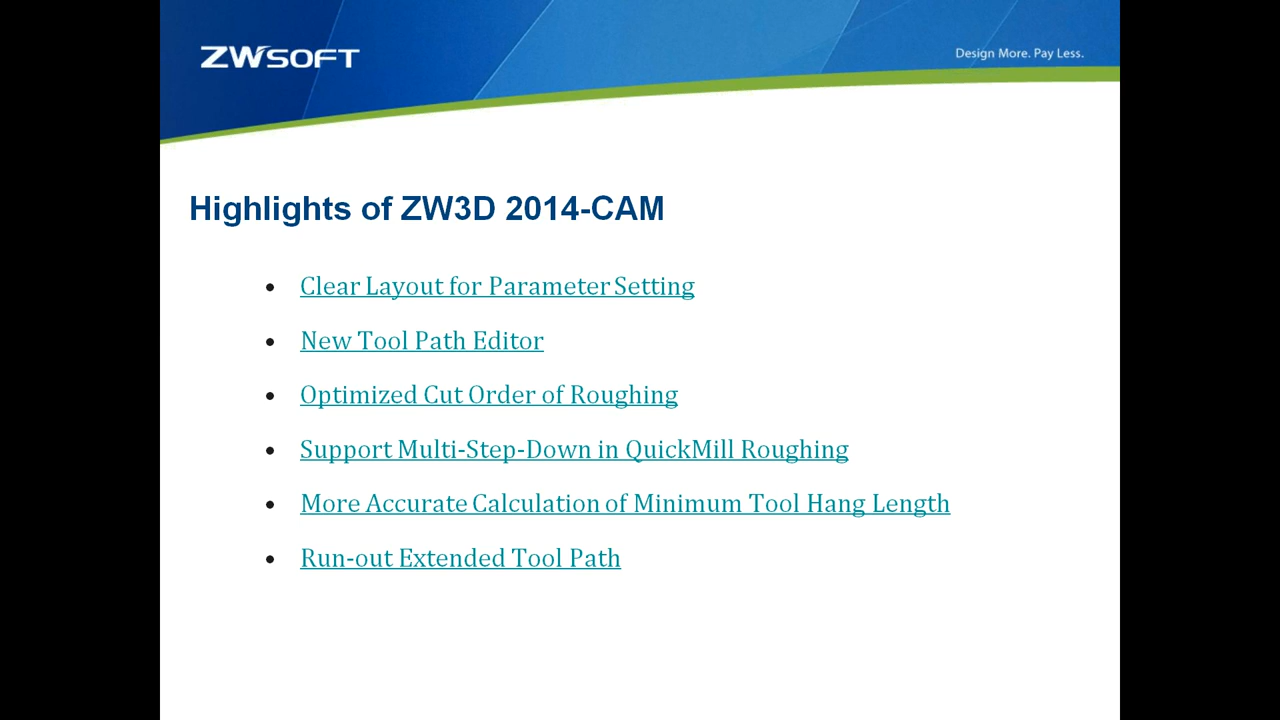 ZWSOFT
Design More. Pay Less.
Highlights of ZW3D 2014-CAM
• Clear Layout for Parameter Setting
• New Tool Path Editor
• Optimized Cut Order of Roughing
• Support Multi-Step-Down in QuickMill Roughing
• More Accurate Calculation of Minimum Tool Hang Length
• Run-out Extended Tool Path